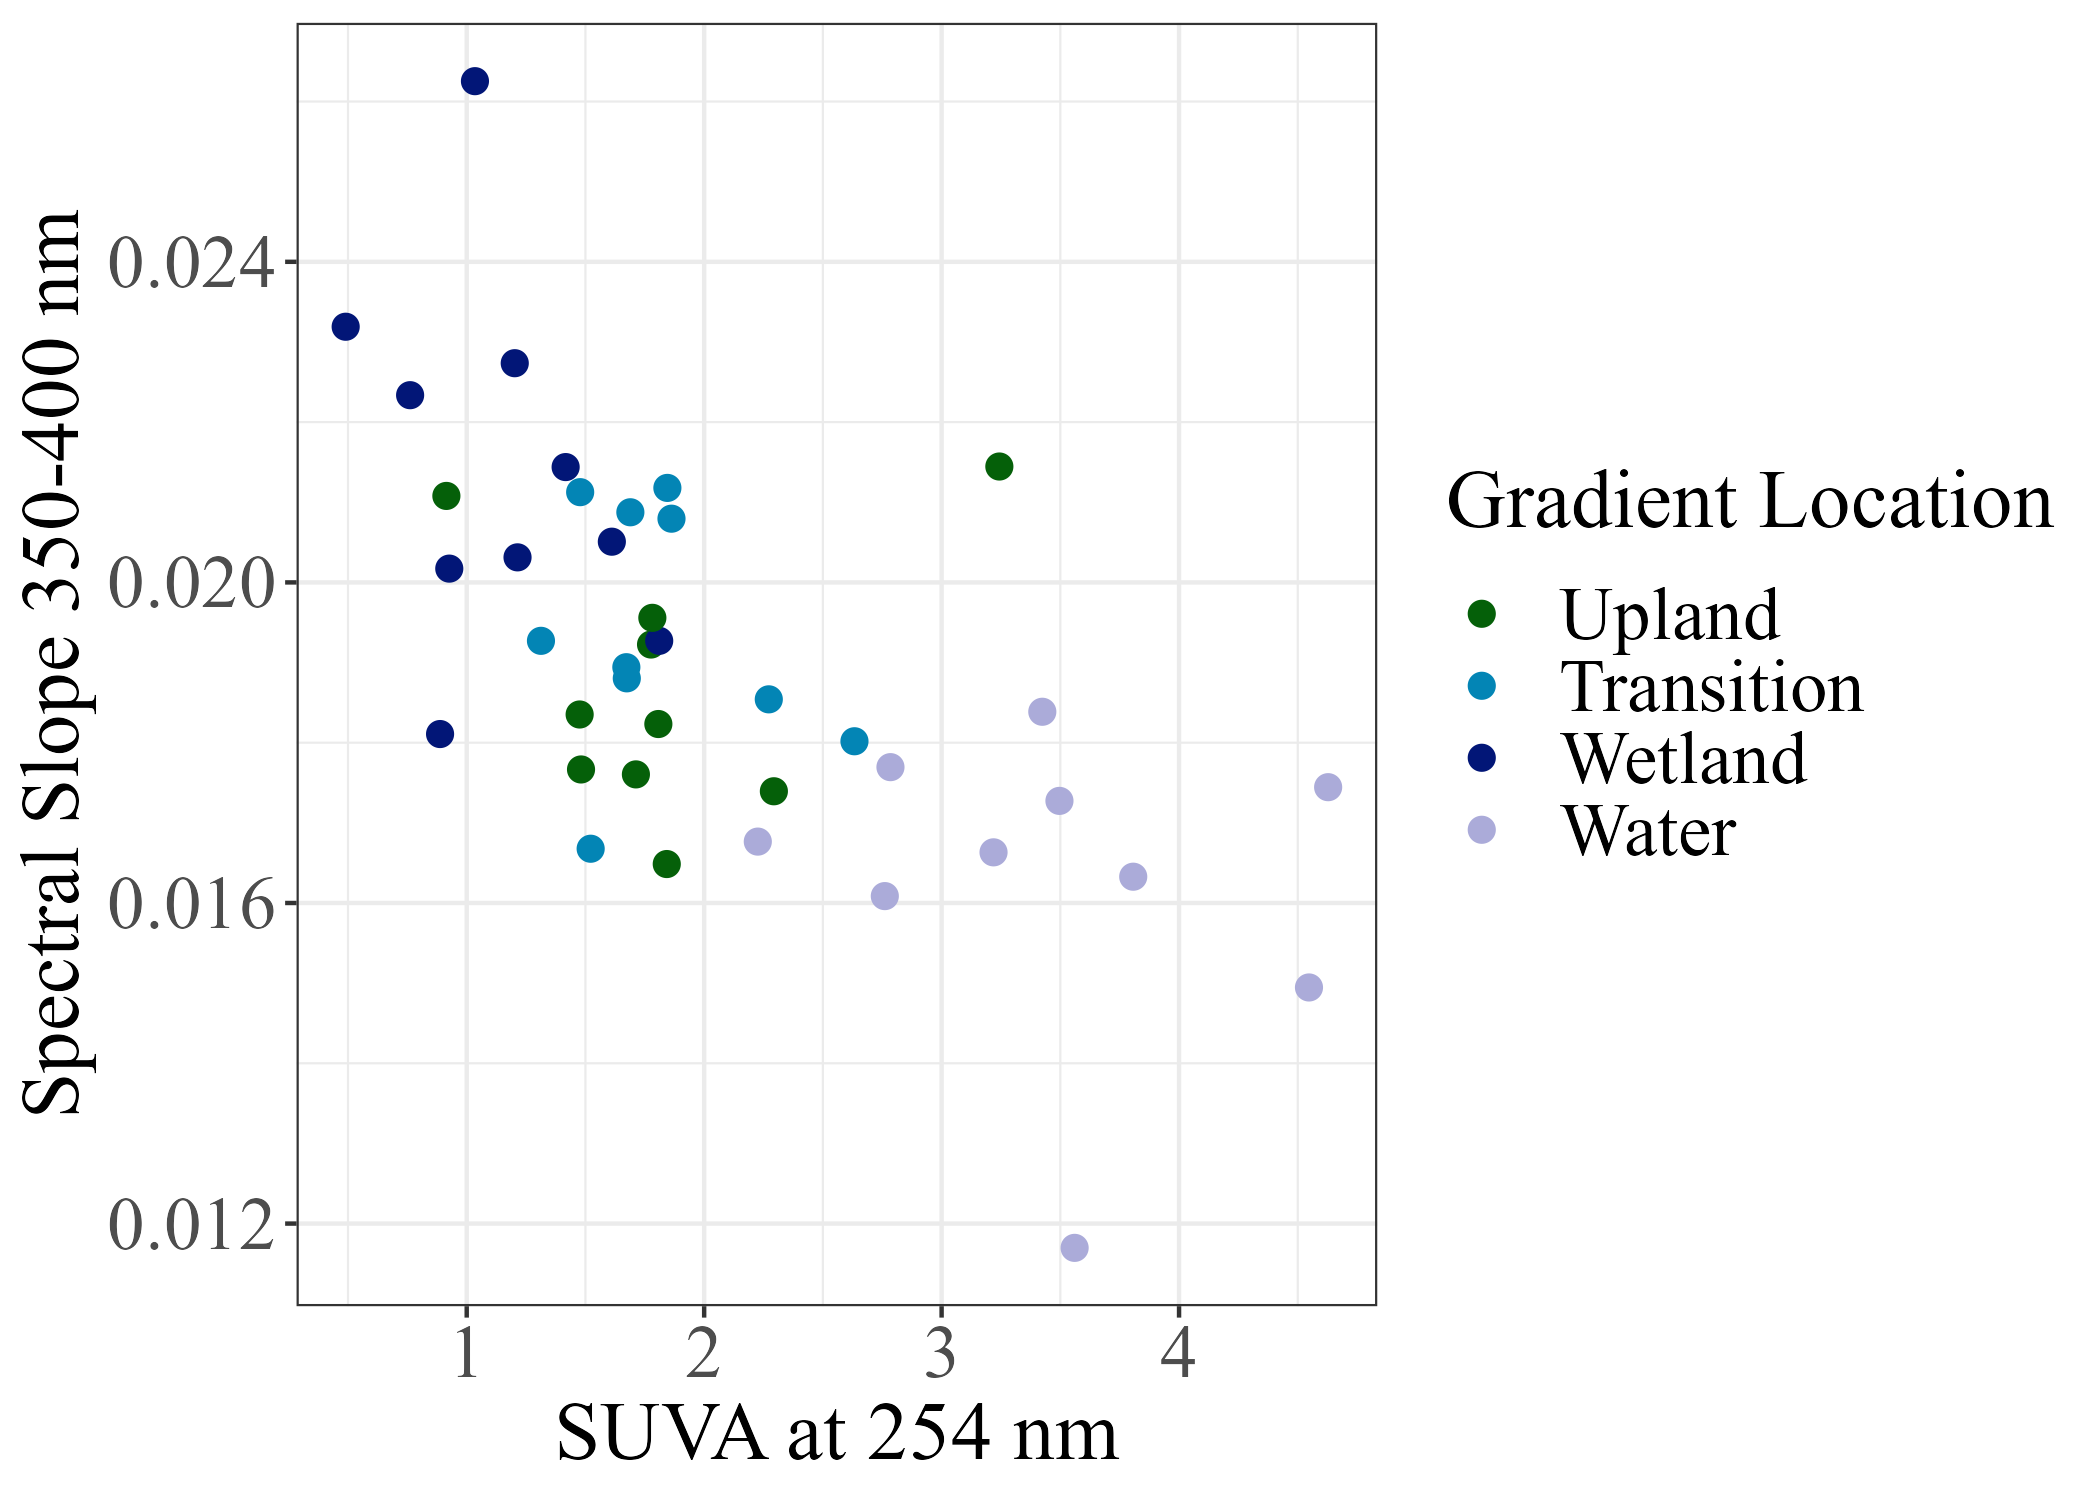 Spectral Slope 350-400 nm
0.024
0.020
0.016
0.012
1 2 3 4
SUVA at 254 nm
Gradient Location
Upland
Transition
Wetland
Water